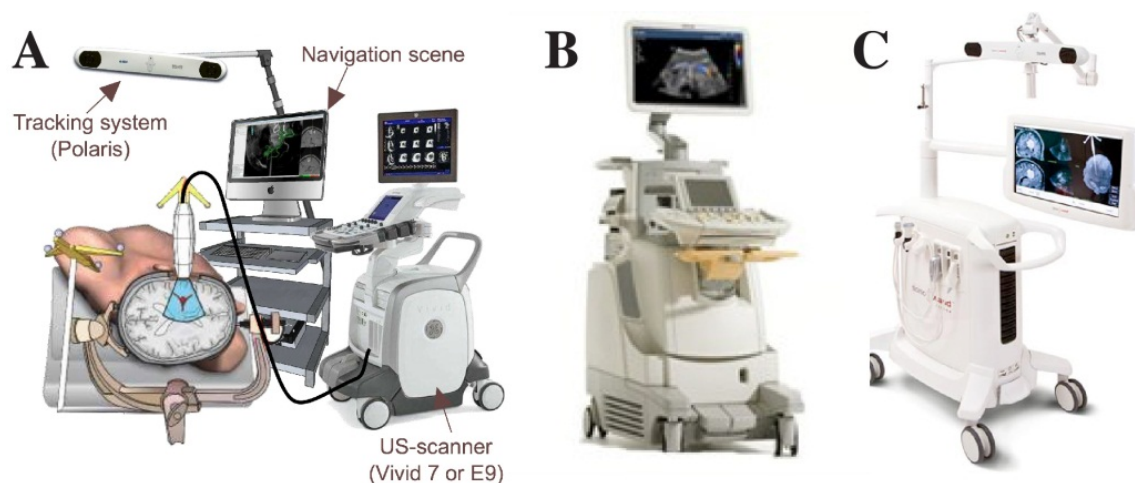 A
B
C
Navigation scene
Tracking system
(Polaris)
US-scanner
(Vivid 7 or E9)